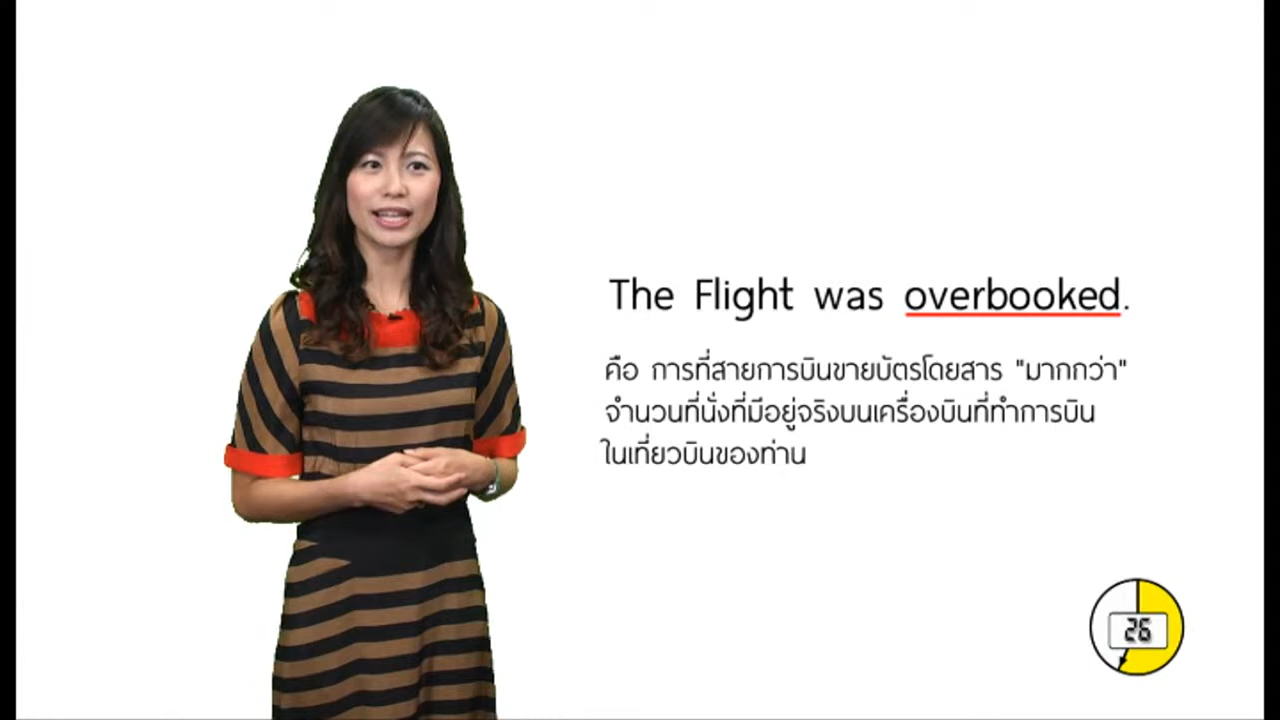 The Flight was overbooked.
คือ การที่สายการบินขายบัตรโดยสาร "มากกว่า"
จำนวนที่นั่งที่มีอยู่จริงบนเครื่องบินที่ทำการบิน
ในเที่ยวบินของท่าน
26